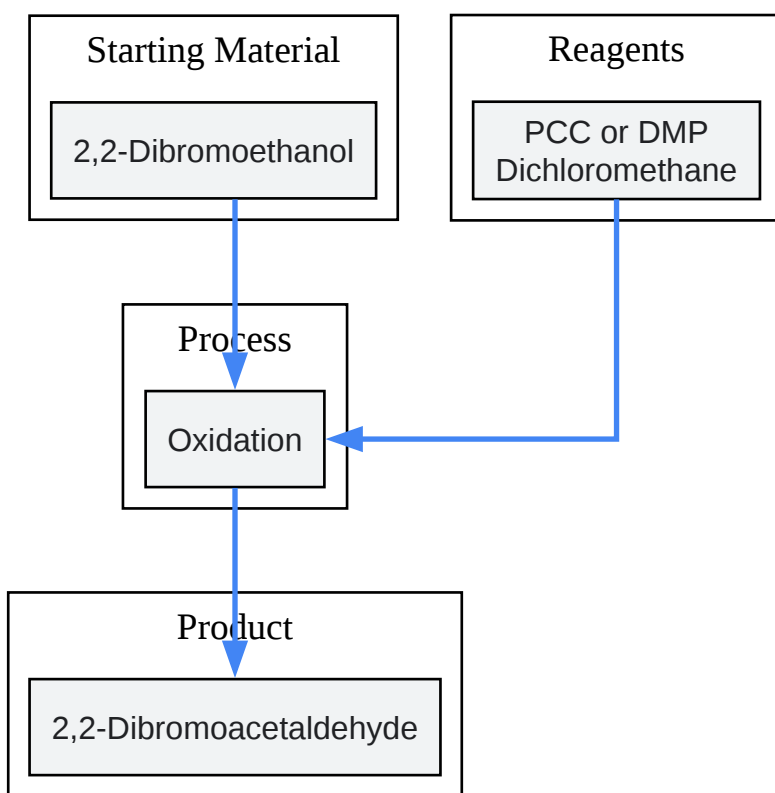 Starting Material
2,2-Dibromoethanol
Reagents
PCC or DMP
Dichloromethane
Process
Oxidation
Product
2,2-Dibromoacetaldehyde